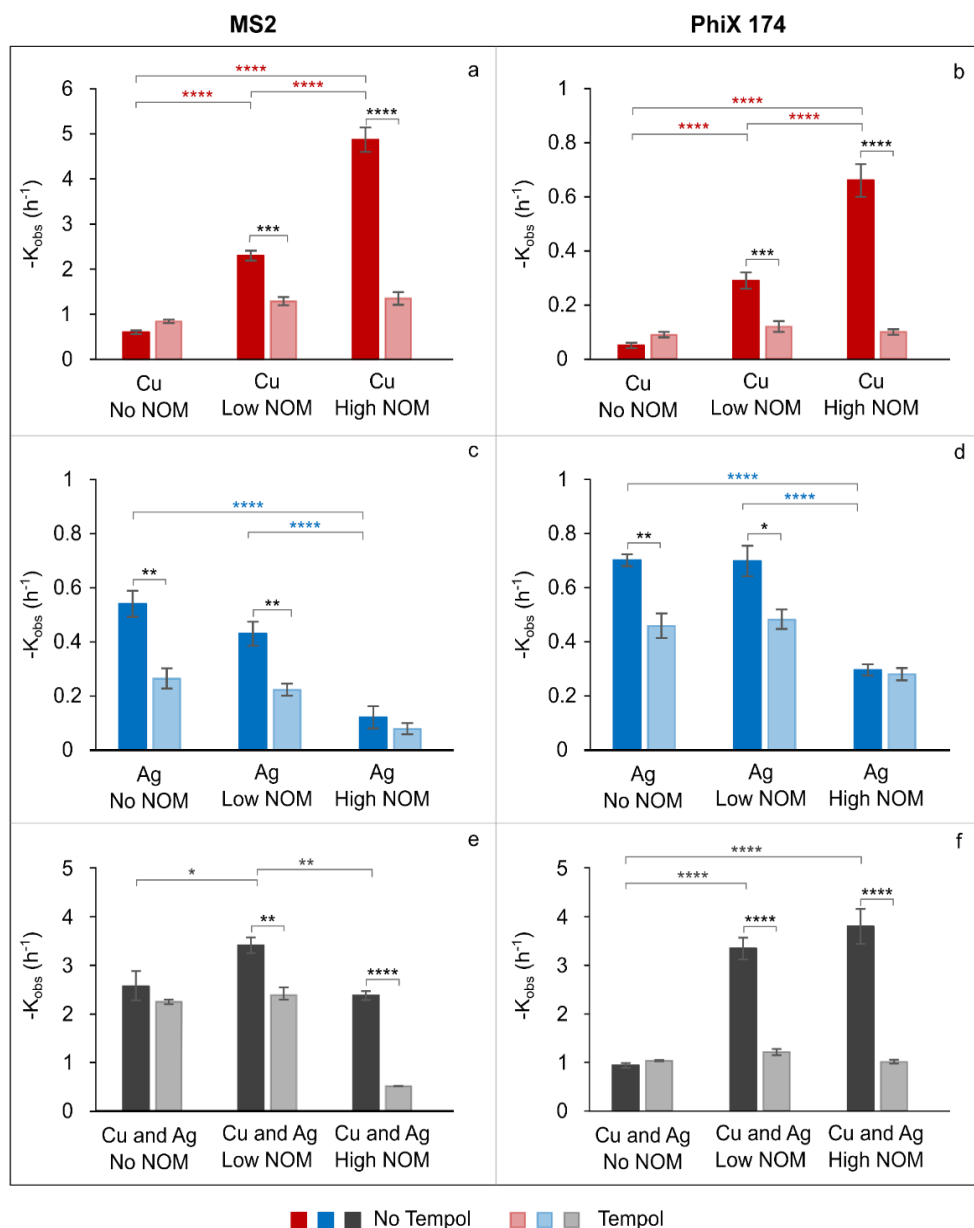 MS2
PhiX 174
a
****
****
****
****
***
6
5
4
3
2
1
0
-Kobs (h-1)
Cu
No NOM
Cu
Low NOM
Cu
High NOM
b
****
****
****
****
***
1
0.8
0.6
0.4
0.2
0
-Kobs (h-1)
Cu
No NOM
Cu
Low NOM
Cu
High NOM
c
****
****
**
**
1
0.8
0.6
0.4
0.2
0
-Kobs (h-1)
Ag
No NOM
Ag
Low NOM
Ag
High NOM
d
****
****
**
*
1
0.8
0.6
0.4
0.2
0
-Kobs (h-1)
Ag
No NOM
Ag
Low NOM
Ag
High NOM
e
*
**
**
****
5
4
3
2
1
0
-Kobs (h-1)
Cu and Ag
No NOM
Cu and Ag
Low NOM
Cu and Ag
High NOM
f
****
****
****
****
5
4
3
2
1
0
-Kobs (h-1)
Cu and Ag
No NOM
Cu and Ag
Low NOM
Cu and Ag
High NOM
No Tempol
Tempol